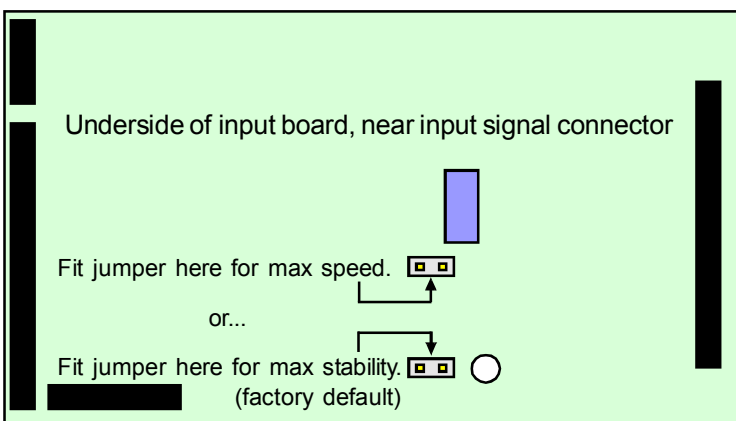 Underside of input board, near input signal connector
Fit jumper here for max speed.
or...
Fit jumper here for max stability.
(factory default)